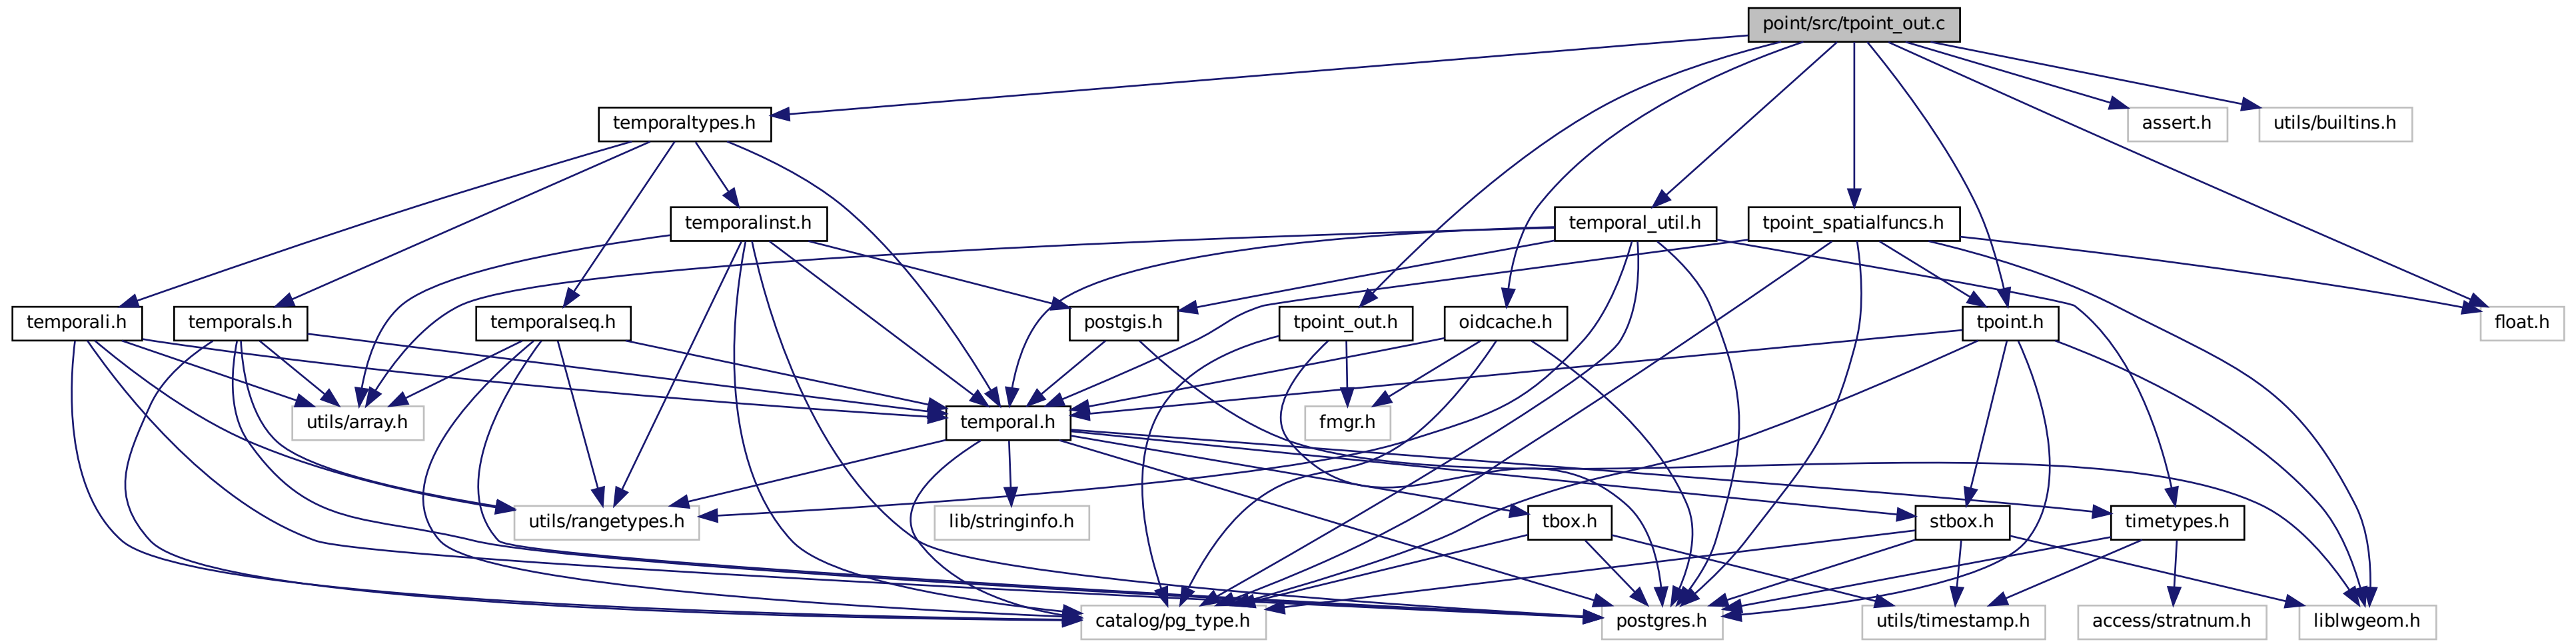 point/src/tpoint_out.c
temporaltypes.h
assert.h
utils/builtins.h
temporalinst.h
temporal_util.h
tpoint_spatialfuncs.h
temporali.h
temporals.h
temporalseq.h
postgis.h
tpoint_out.h
oidcache.h
tpoint.h
float.h
utils/array.h
temporal.h
fmgr.h
utils/rangetypes.h
lib/stringinfo.h
tbox.h
stbox.h
timetypes.h
catalog/pg_type.h
postgres.h
utils/timestamp.h
access/stratnum.h
liblwgeom.h